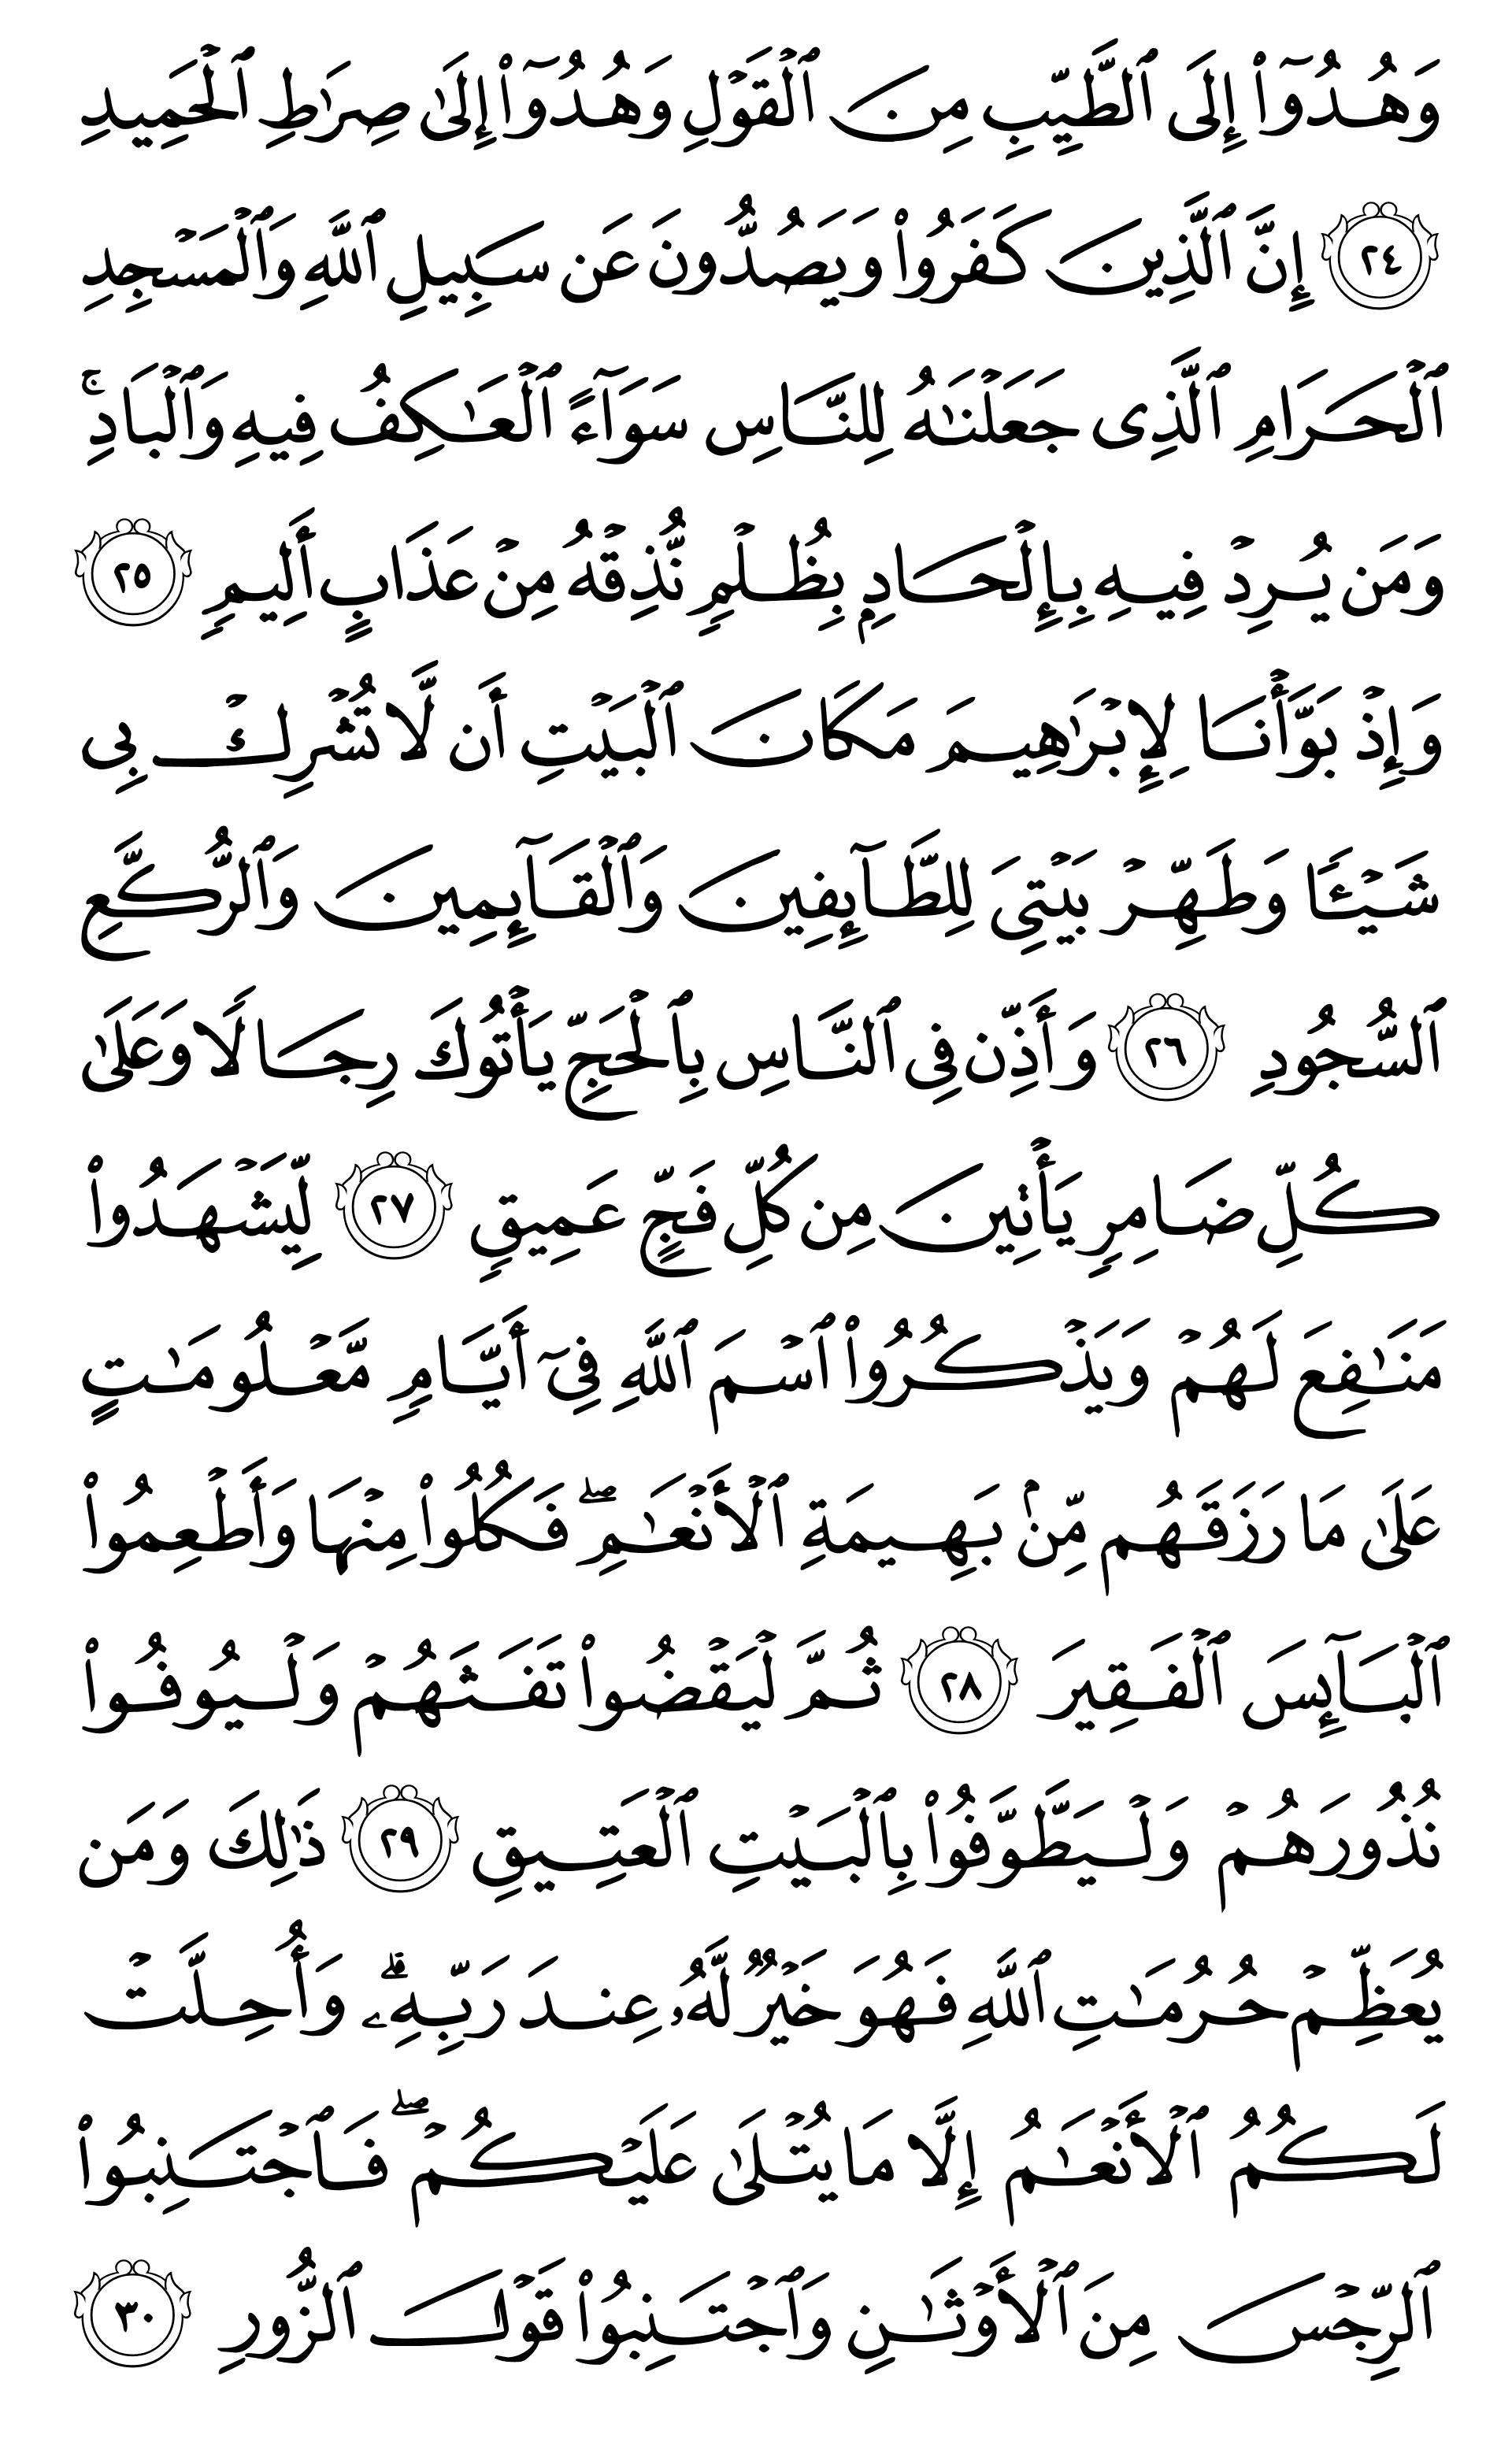 وَهُدُوٓا۟ إِلَى ٱلطَّيِّبِ مِنَ ٱلْقَوْلِ وَهُدُوٓا۟ إِلَىٰ صِرَٰطِ ٱلْحَمِيدِ
٢٤ إِنَّ ٱلَّذِينَ كَفَرُوا۟ وَيَصُدُّونَ عَن سَبِيلِ ٱللَّهِ وَٱلْمَسْجِدِ
ٱلْحَرَامِ ٱلَّذِى جَعَلْنَـٰهُ لِلنَّاسِ سَوَآءً ٱلْعَـٰكِفُ فِيهِ وَٱلْبَادِ ۚ
وَمَن يُرِدْ فِيهِ بِإِلْحَادٍۭ بِظُلْمٍ نُّذِقْهُ مِنْ عَذَابٍ أَلِيمٍ ٢٥
وَإِذْ بَوَّأْنَا لِإِبْرَٰهِيمَ مَكَانَ ٱلْبَيْتِ أَن لَّا تُشْرِكْ بِى
شَيْـًٔا وَطَهِّرْ بَيْتِىَ لِلطَّآئِفِينَ وَٱلْقَآئِمِينَ وَٱلرُّكَّعِ
ٱلسُّجُودِ ٢٦ وَأَذِّن فِى ٱلنَّاسِ بِٱلْحَجِّ يَأْتُوكَ رِجَالًا وَعَلَىٰ
كُلِّ ضَامِرٍ يَأْتِينَ مِن كُلِّ فَجٍّ عَمِيقٍ ٢٧ لِّيَشْهَدُوا۟
مَنَـٰفِعَ لَهُمْ وَيَذْكُرُوا۟ ٱسْمَ ٱللَّهِ فِىٓ أَيَّامٍ مَّعْلُومَـٰتٍ
عَلَىٰ مَا رَزَقَهُم مِّنۢ بَهِيمَةِ ٱلْأَنْعَـٰمِ ۖ فَكُلُوا۟ مِنْهَا وَأَطْعِمُوا۟
ٱلْبَآئِسَ ٱلْفَقِيرَ ٢٨ ثُمَّ لْيَقْضُوا۟ تَفَثَهُمْ وَلْيُوفُوا۟
نُذُورَهُمْ وَلْيَطَّوَّفُوا۟ بِٱلْبَيْتِ ٱلْعَتِيقِ ٢٩ ذَٰلِكَ وَمَن
يُعَظِّمْ حُرُمَـٰتِ ٱللَّهِ فَهُوَ خَيْرٌ لَّهُۥ عِندَ رَبِّهِۦ ۗ وَأُحِلَّتْ
لَكُمُ ٱلْأَنْعَـٰمُ إِلَّا مَا يُتْلَىٰ عَلَيْكُمْ ۖ فَٱجْتَنِبُوا۟
ٱلرِّجْسَ مِنَ ٱلْأَوْثَـٰنِ وَٱجْتَنِبُوا۟ قَوْلَ ٱلزُّورِ ٣٠